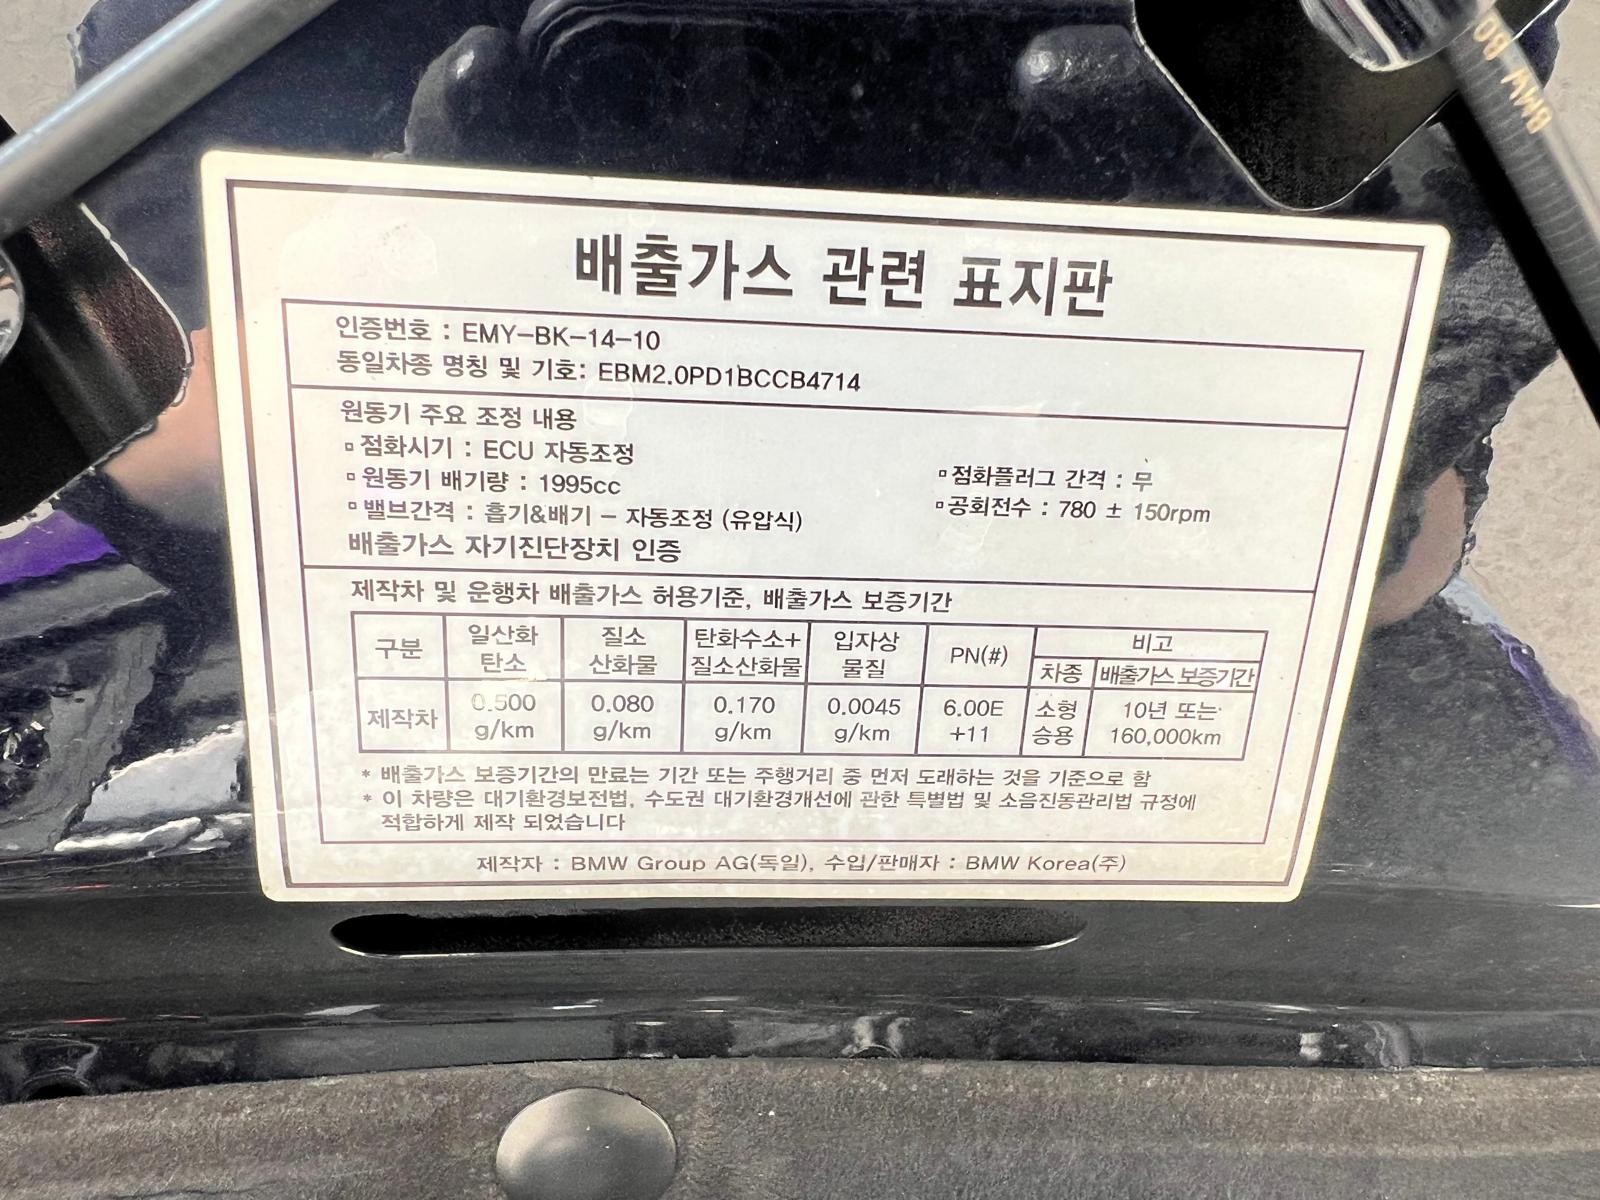 배출가스 관련 표지판
인증번호 : EMY-BK-14-10
동일차종 명칭 및 기호: EBM2.0PD1BCCB4714
원동기 주요 조정 내용
▫점화시기 : ECU 자동조정
▫원동기 배기량 : 1995cc ▫점화플러그 간격 : 무
▫밸브간격 : 흡기&배기 - 자동조정 (유압식) ▫공회전수 : 780 ± 150rpm
배출가스 자기진단장치 인증
제작차 및 운행차 배출가스 허용기준, 배출가스 보증기간
구분 일산화탄소 질소산화물 탄화수소+질소산화물 입자상물질 PN(#) 비고
차종 배출가스 보증기간
제작차 0.500 g/km 0.080 g/km 0.170 g/km 0.0045 g/km 6.00E+11 소형승용 10년 또는 160,000km
* 배출가스 보증기간의 만료는 기간 또는 주행거리 중 먼저 도래하는 것을 기준으로 함
* 이 차량은 대기환경보전법, 수도권 대기환경개선에 관한 특별법 및 소음진동관리법 규정에
적합하게 제작 되었습니다
제작자 : BMW Group AG(독일), 수입/판매자 : BMW Korea(주)
BMW